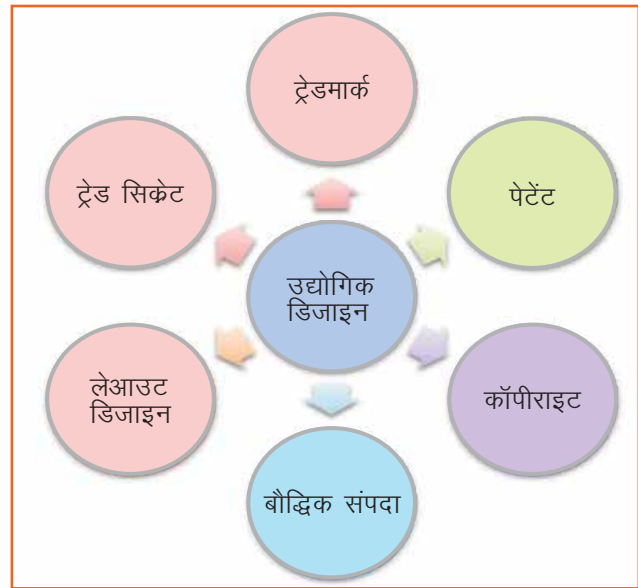 ट्रेडमार्क
ट्रेड सिक्रेट
पेटेंट
उद्योगिक
डिजाइन
लेआउट
डिजाइन
कॉपीराइट
बौद्धिक संपदा